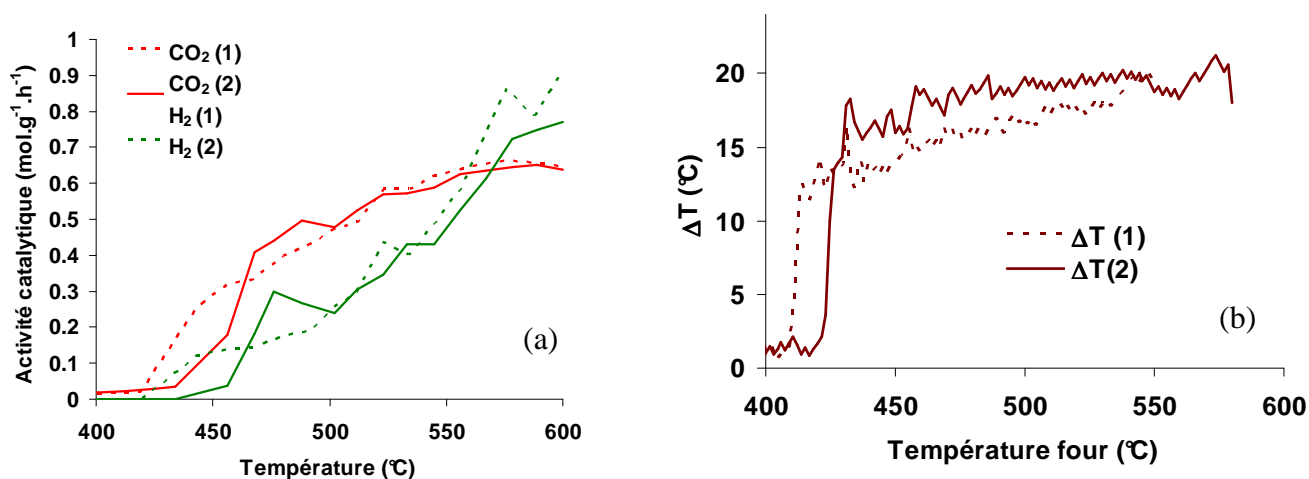 1
0.9
0.8
0.7
0.6
0.5
0.4
0.3
0.2
0.1
0
Activité catalytique (mol.g⁻¹.h⁻¹)
CO₂ (1)
CO₂ (2)
H₂ (1)
H₂ (2)
(a)
400 450 500 550 600
Température (°C)
20
15
10
5
0
ΔT (°C)
ΔT (1)
ΔT(2)
(b)
400 450 500 550 600
Température four (°C)